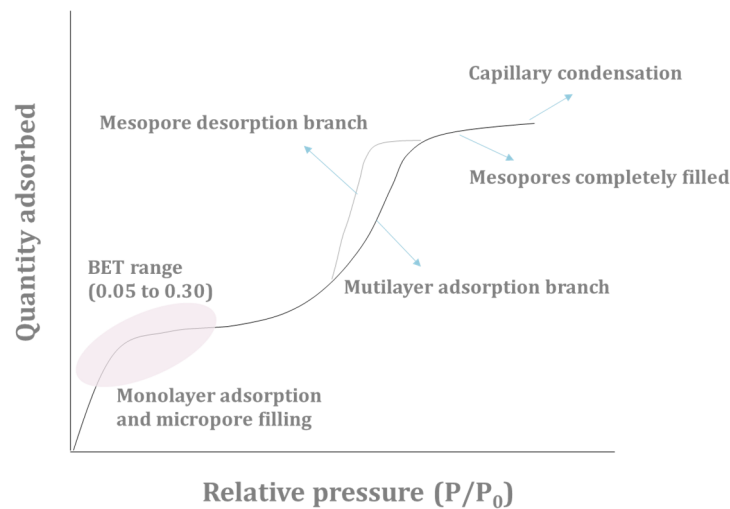 Capillary condensation
Mesopore desorption branch
Mesopores completely filled
Quantity adsorbed
BET range
(0.05 to 0.30)
Mutilayer adsorption branch
Monolayer adsorption
and micropore filling
Relative pressure (P/P₀)